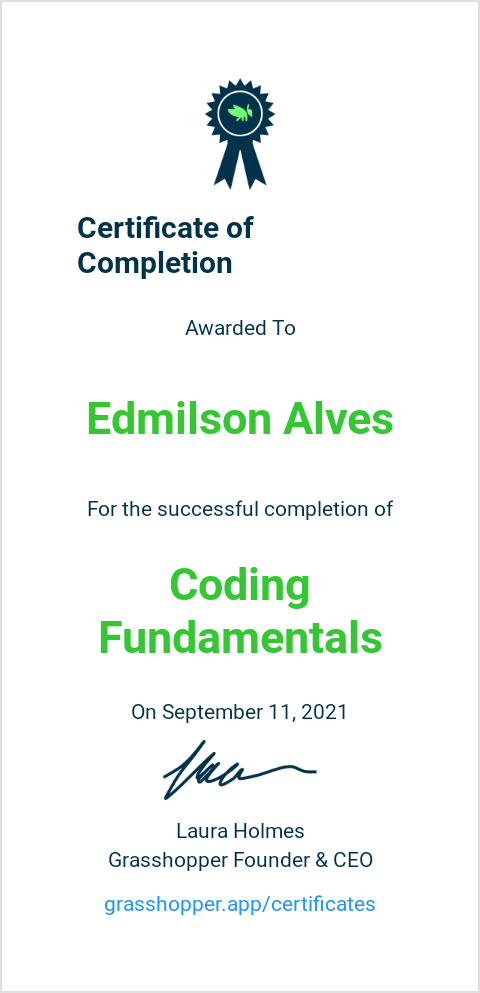 Certificate of
Completion
Awarded To
Edmilson Alves
For the successful completion of
Coding
Fundamentals
On September 11, 2021
Laura Holmes
Grasshopper Founder & CEO
grasshopper.app/certificates